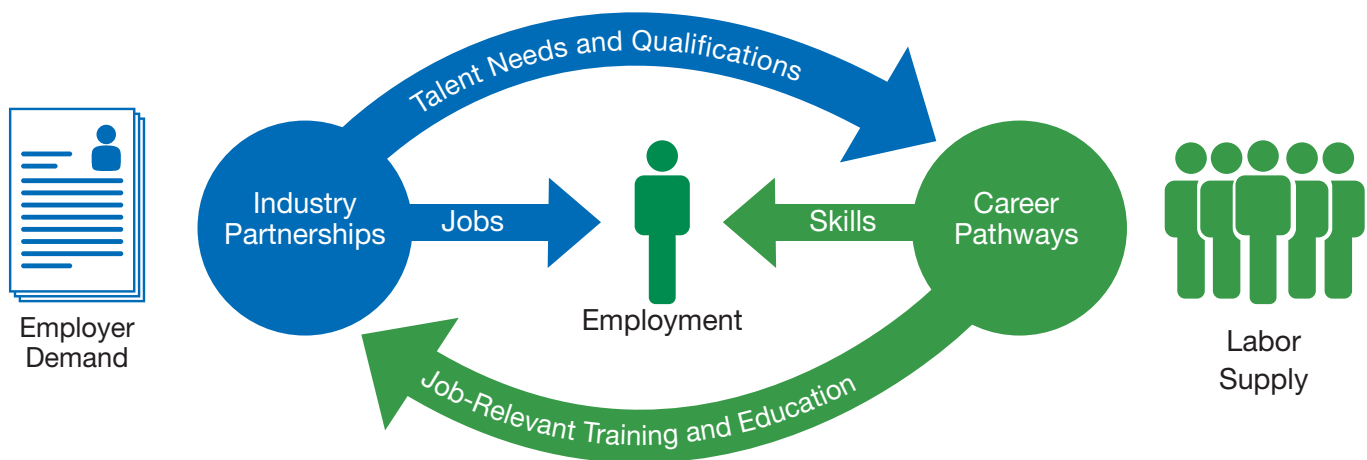 Talent Needs and Qualifications
Industry
Partnerships
Jobs
Skills
Career
Pathways
Employment
Employer
Demand
Labor
Supply
Job-Relevant Training and Education